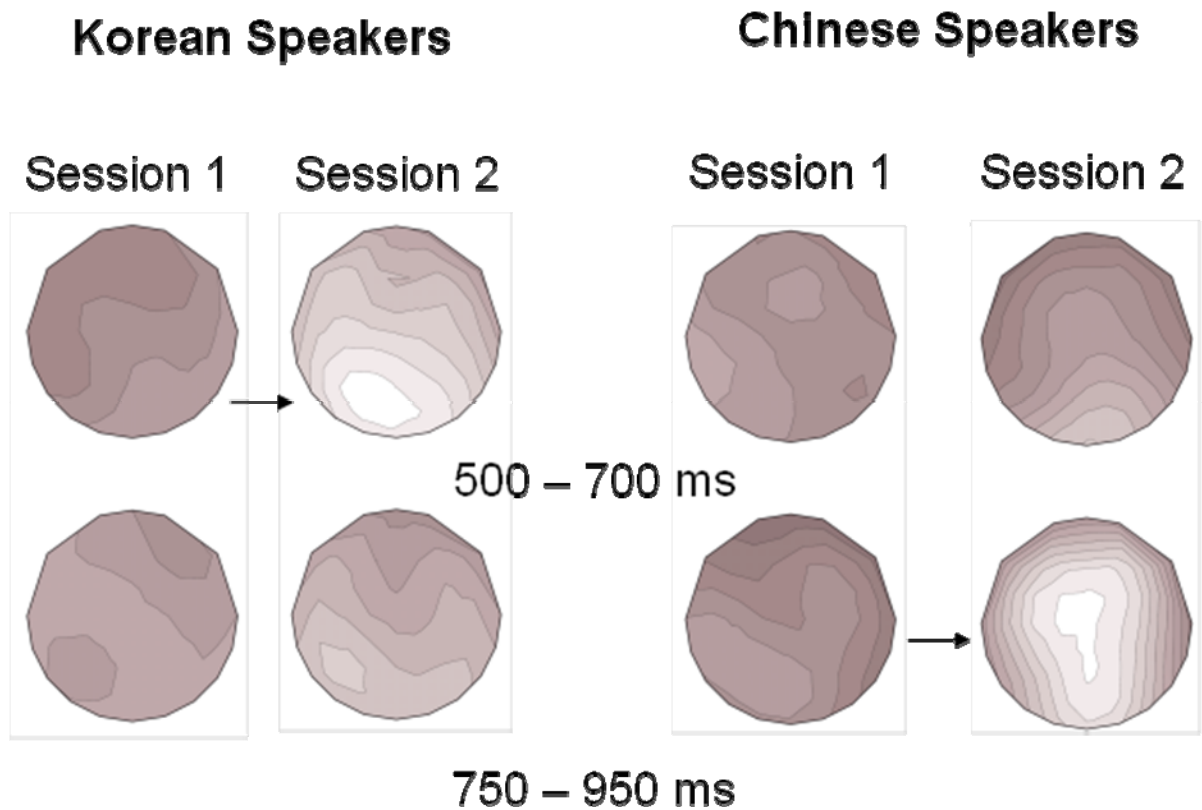 Korean Speakers
Chinese Speakers
Session 1
Session 2
Session 1
Session 2
500 – 700 ms
750 – 950 ms